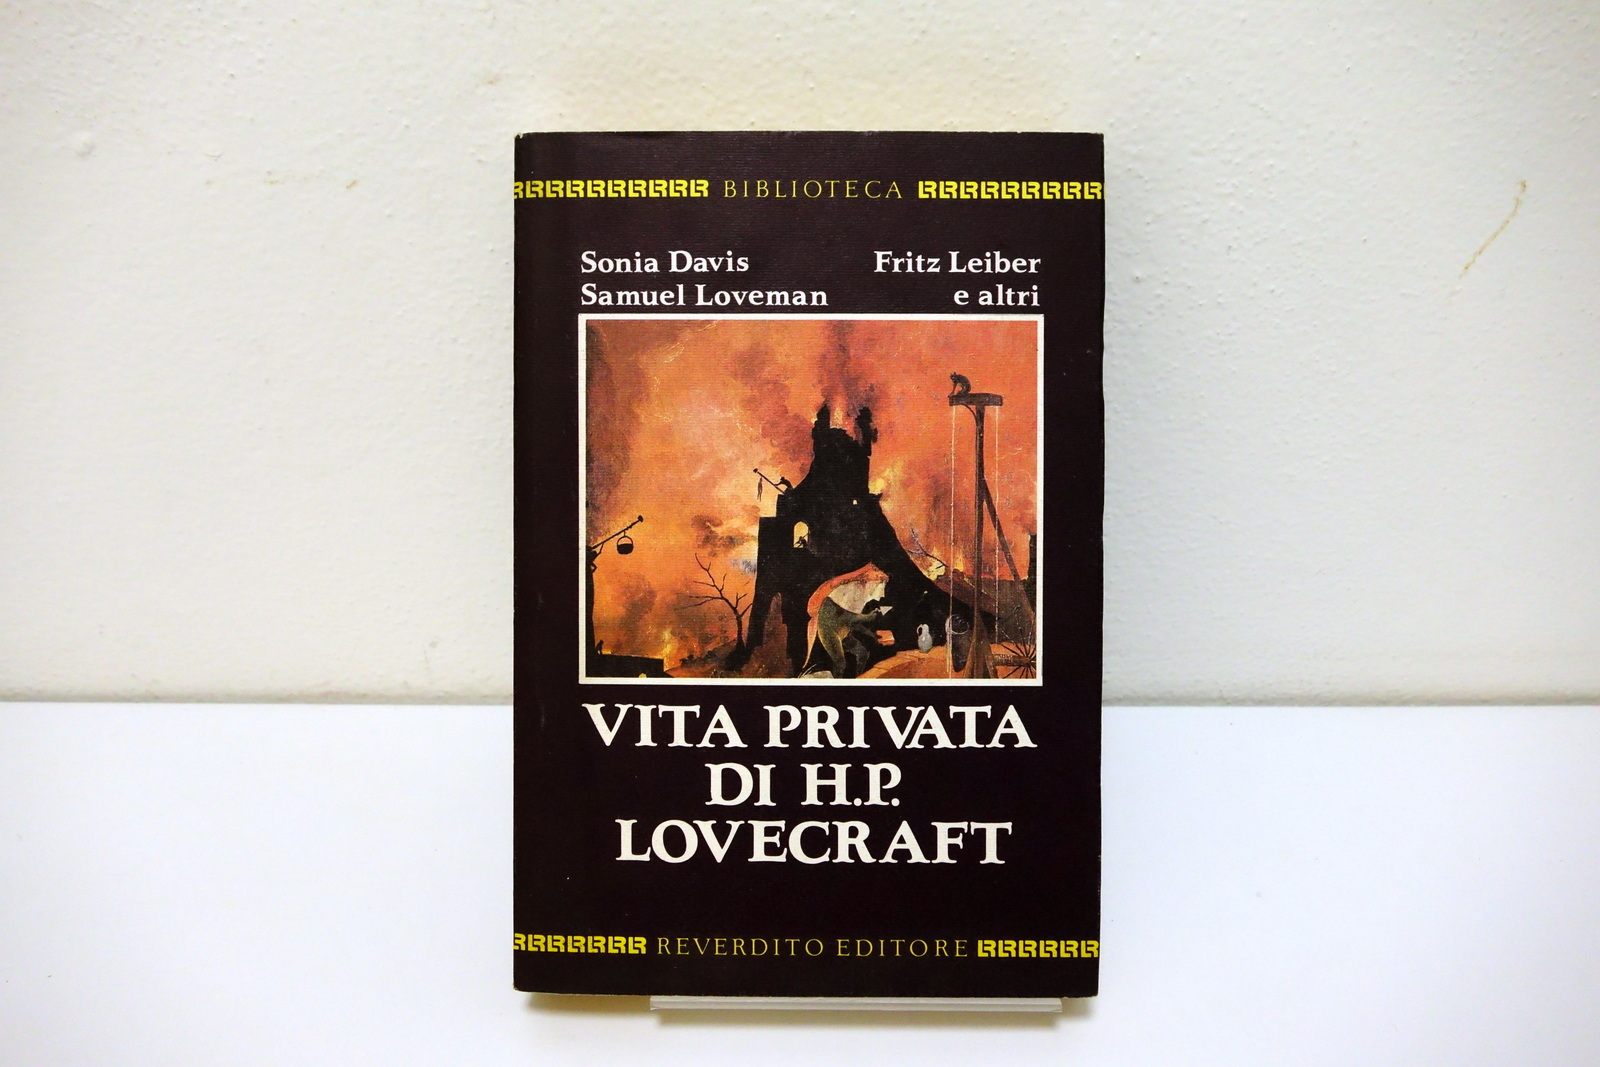 BIBLIOTECA
Sonia Davis
Samuel Loveman
Fritz Leiber
e altri
VITA PRIVATA
DI H.P.
LOVECRAFT
REVERDITO EDITORE